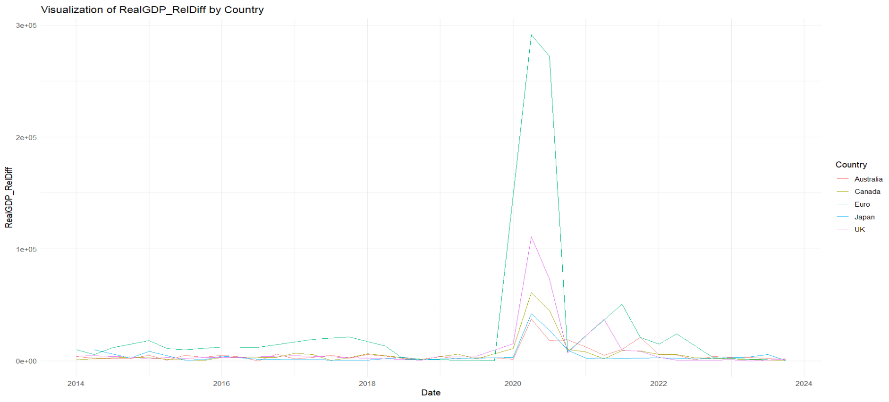 Visualization of RealGDP_RelDiff by Country
3e+05
2e+05
1e+05
0e+00
RealGDP_RelDiff
2014 2016 2018 2020 2022 2024
Date
Country
Australia
Canada
Euro
Japan
UK